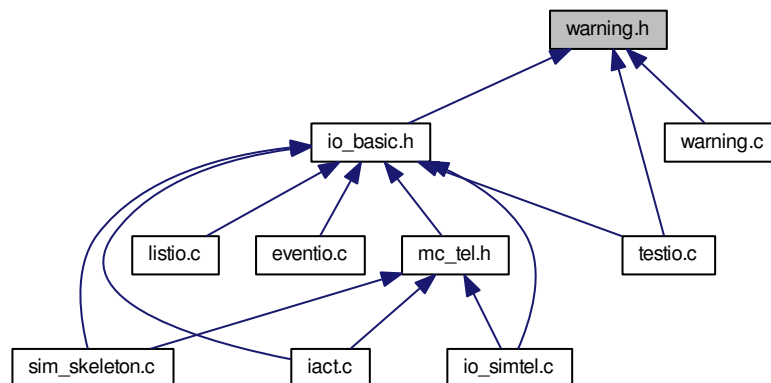 warning.h
io_basic.h
warning.c
listio.c
eventio.c
mc_tel.h
testio.c
sim_skeleton.c
iact.c
io_simtel.c